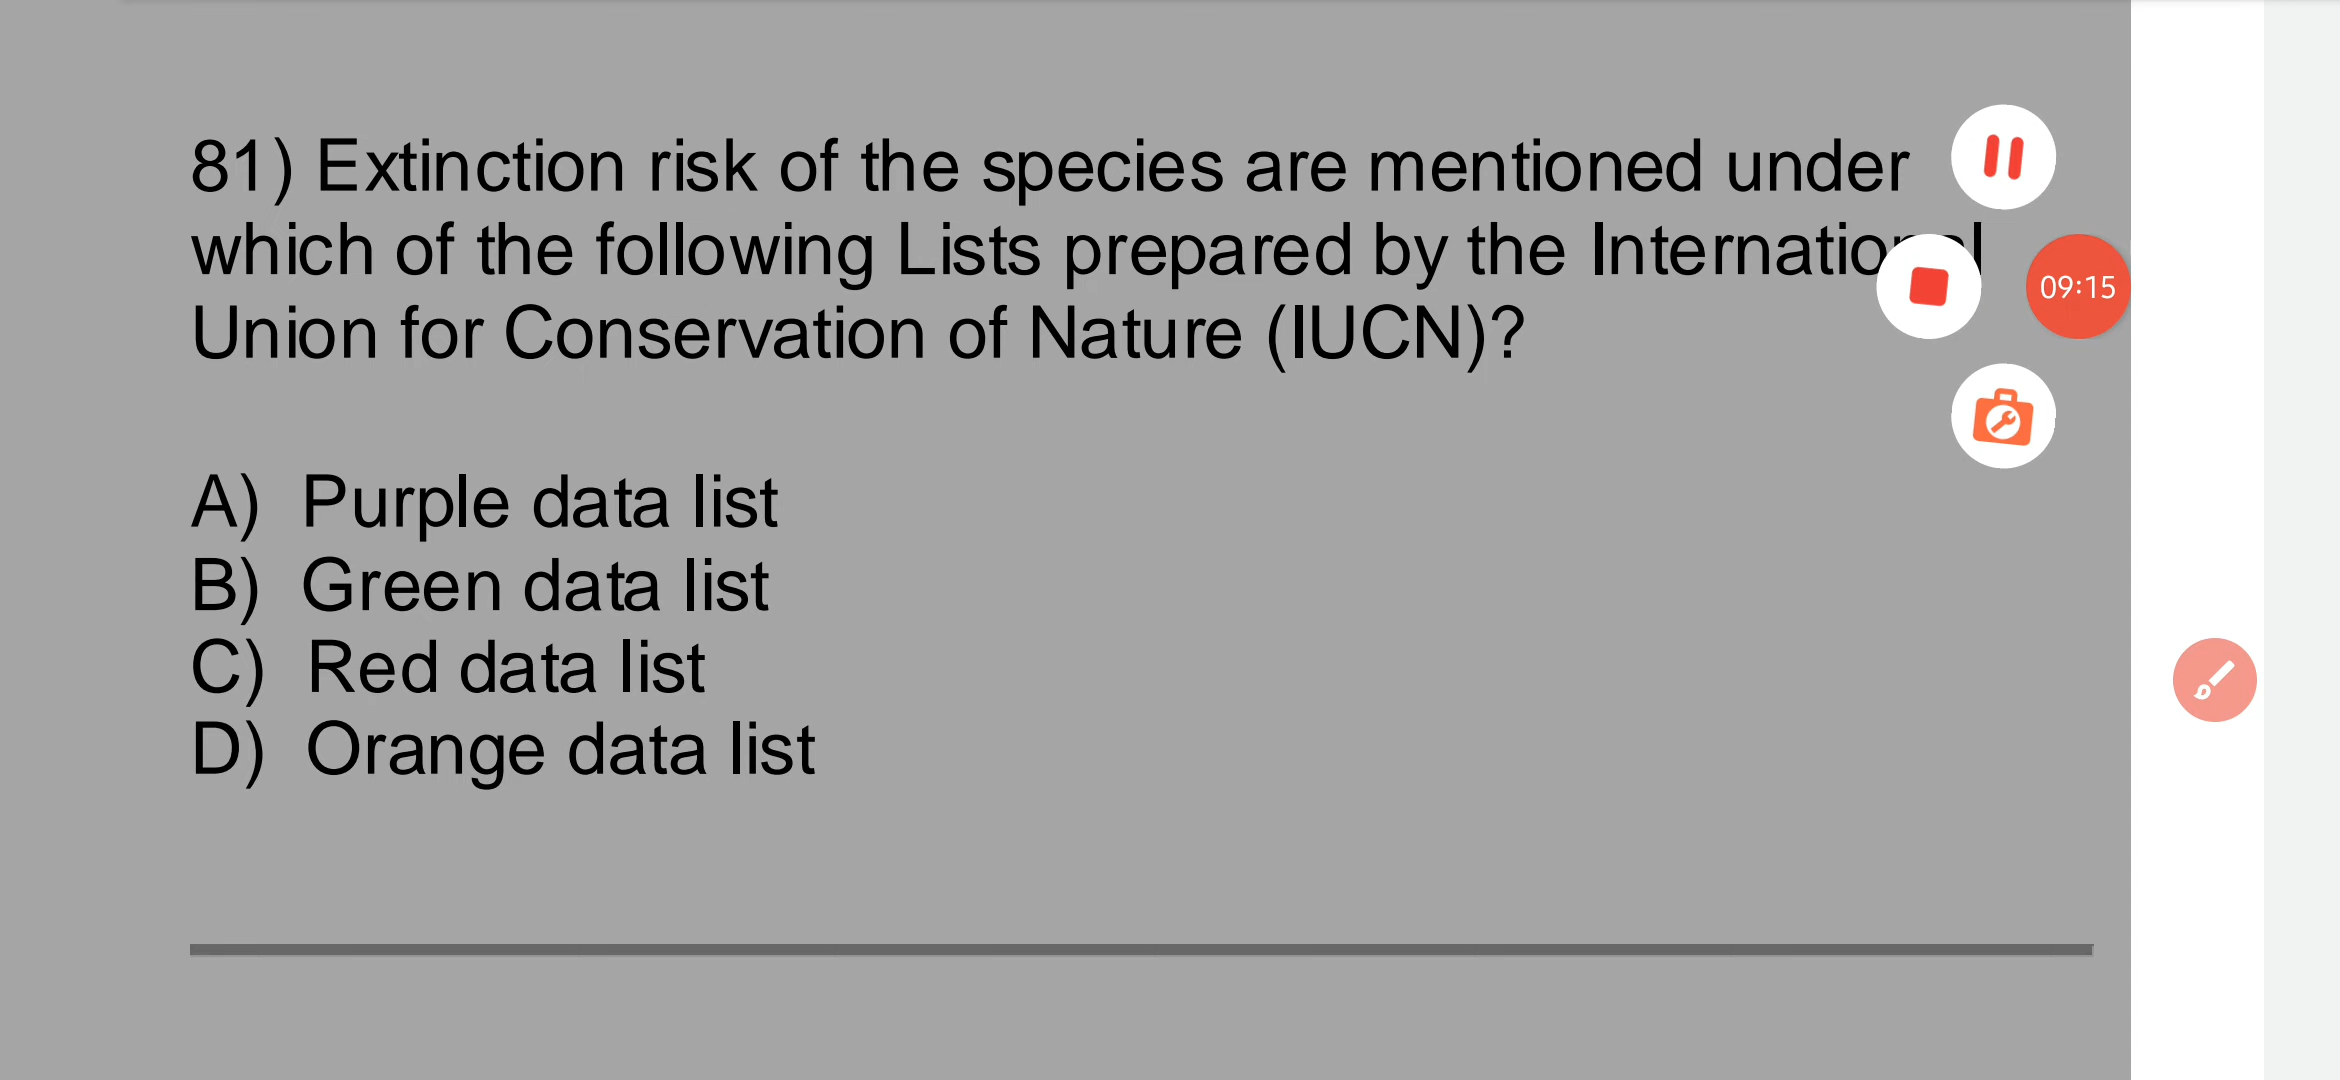 81) Extinction risk of the species are mentioned under
which of the following Lists prepared by the International
Union for Conservation of Nature (IUCN)?
A) Purple data list
B) Green data list
C) Red data list
D) Orange data list
09:15